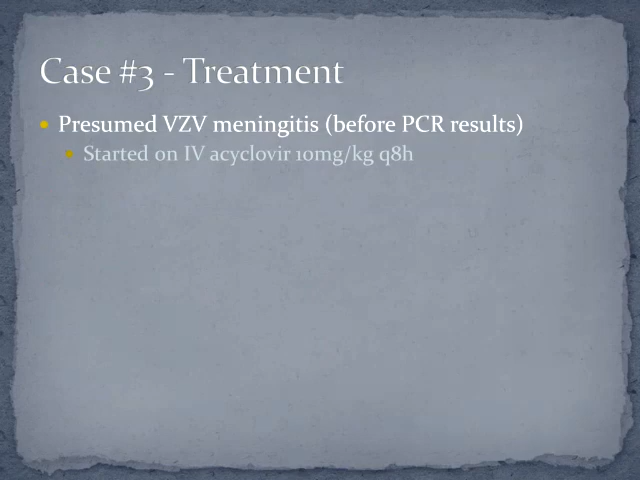 Case #3 - Treatment
Presumed VZV meningitis (before PCR results)
Started on IV acyclovir 10mg/kg q8h